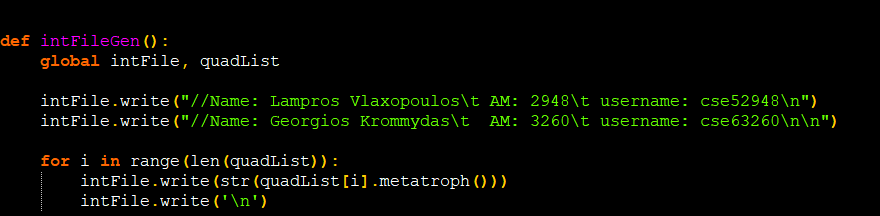 def intFileGen():
    global intFile, quadList
    intFile.write("//Name: Lampros Vlaxopoulos\t AM: 2948\t username: cse52948\n")
    intFile.write("//Name: Georgios Krommydas\t  AM: 3260\t username: cse63260\n\n")
    for i in range(len(quadList)):
        intFile.write(str(quadList[i].metatroph()))
        intFile.write('\n')